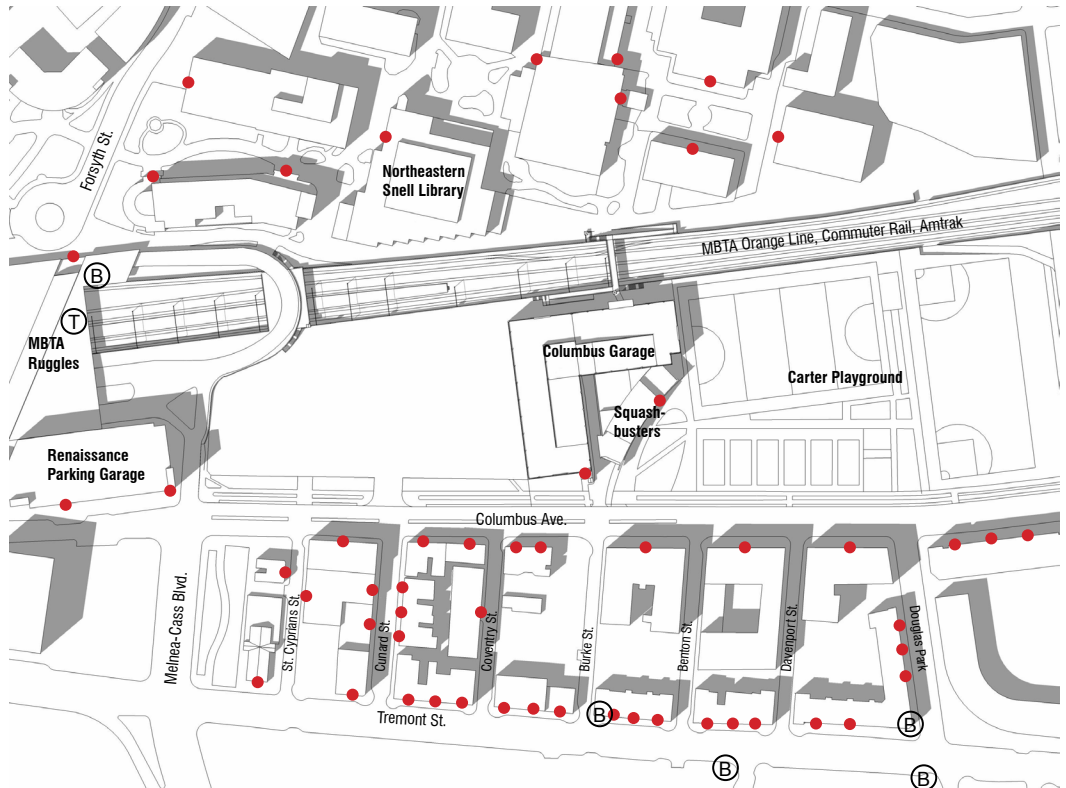 Forsyth St.
Northeastern
Snell Library
MBTA Orange Line, Commuter Rail, Amtrak
B
T
MBTA
Ruggles
Columbus Garage
Carter Playground
Squash-
busters
Renaissance
Parking Garage
Columbus Ave.
Melnea-Cass Blvd.
St. Cyprians St.
Cunard St.
Coventry St.
Burke St.
Benton St.
Davenport St.
Douglas Park
Tremont St.
B
B
B
B